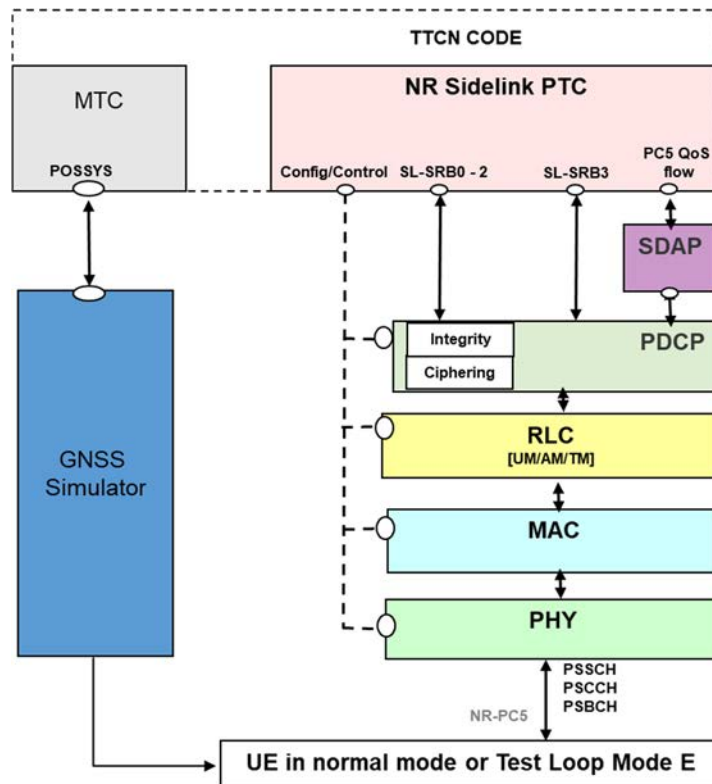 TTCN CODE
MTC
NR Sidelink PTC
POSSYS
Config/Control
SL-SRB0 - 2
SL-SRB3
PC5 QoS
flow
SDAP
Integrity
PDCP
Ciphering
RLC
[UM/AM/TM]
GNSS
Simulator
MAC
PHY
PSSCH
PSCCH
PSBCH
NR-PC5
UE in normal mode or Test Loop Mode E